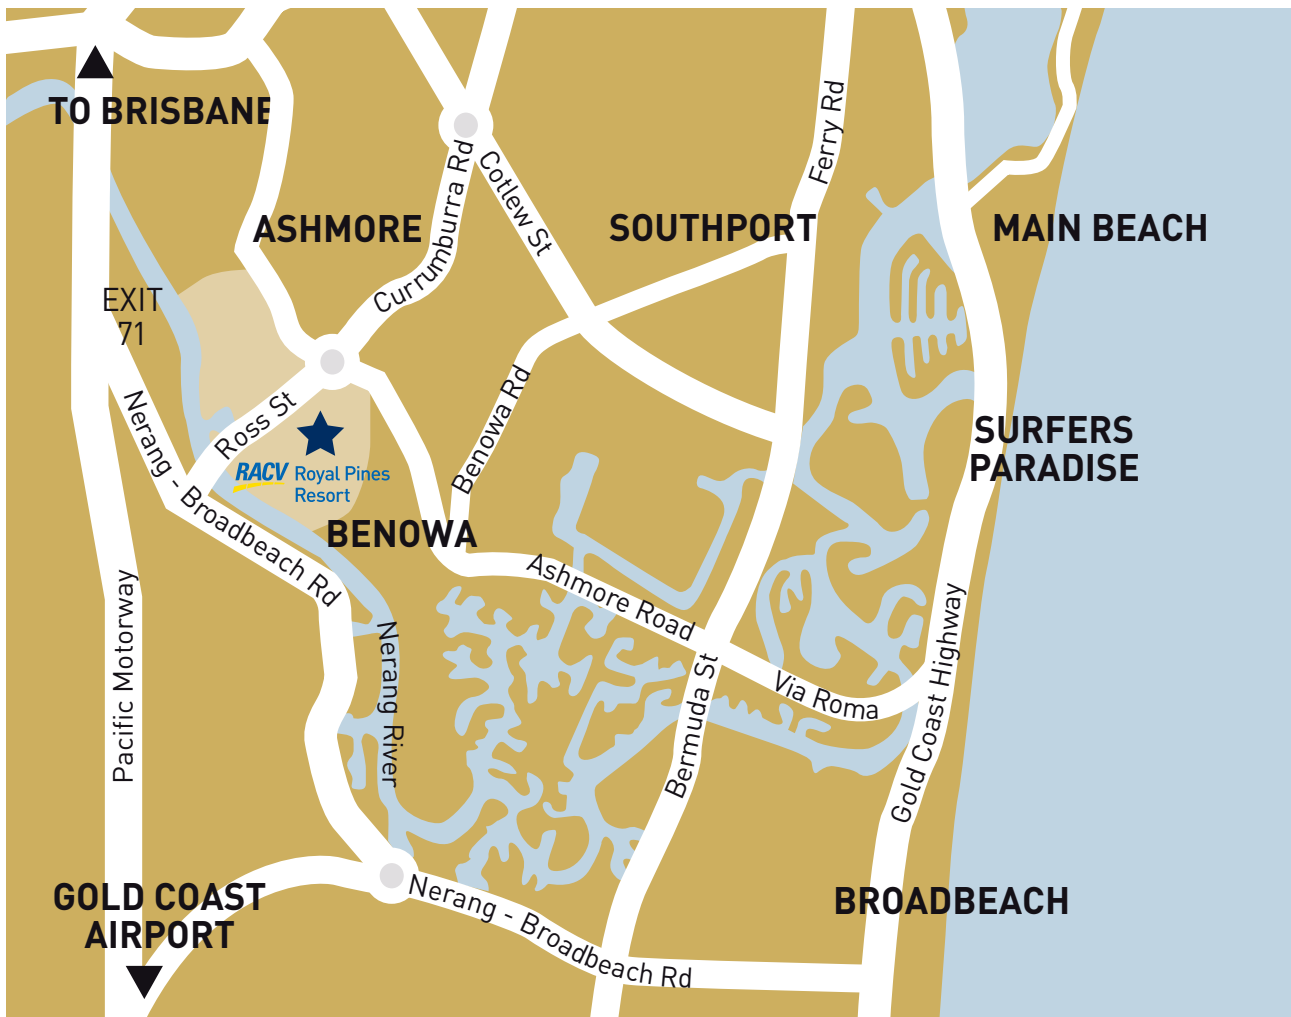 TO BRISBANE
Ferry Rd
Currumburra Rd
Cotlew St
ASHMORE
SOUTHPORT
MAIN BEACH
EXIT
71
Nerang - Broadbeach Rd
Ross St
Benowa Rd
RACV Royal Pines
Resort
SURFERS
PARADISE
BENOWA
Ashmore Road
Pacific Motorway
Nerang River
Bermuda St
Via Roma
Gold Coast Highway
GOLD COAST
AIRPORT
Nerang - Broadbeach Rd
BROADBEACH